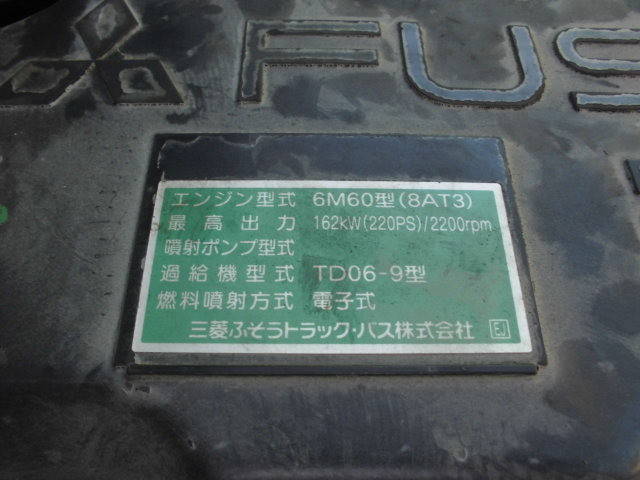 FUS
エンジン型式 6M60型(8AT3)
最高出力 162kW(220PS)/2200rpm
噴射ポンプ型式
過給機型式 TD06-9型
燃料噴射方式 電子式
三菱ふそうトラック・バス株式会社 EJ